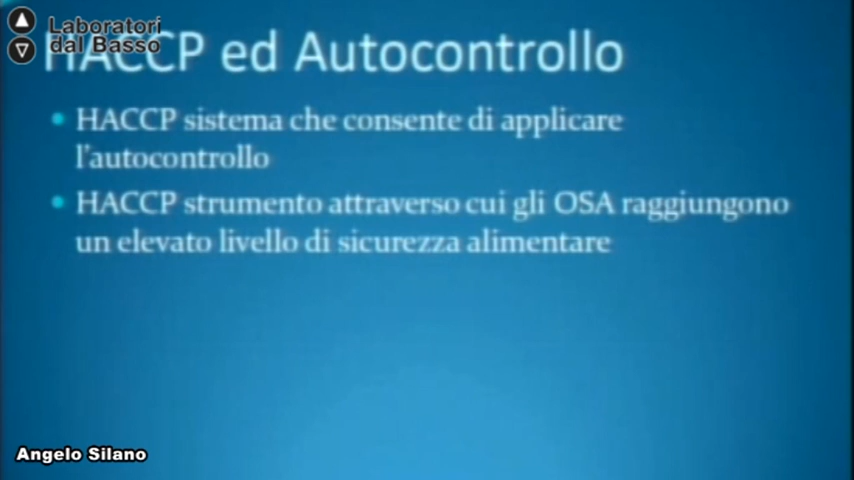 Laboratori
dal Basso
HACCP ed Autocontrollo
HACCP sistema che consente di applicare
l'autocontrollo
HACCP strumento attraverso cui gli OSA raggiungono
un elevato livello di sicurezza alimentare
Angelo Silano